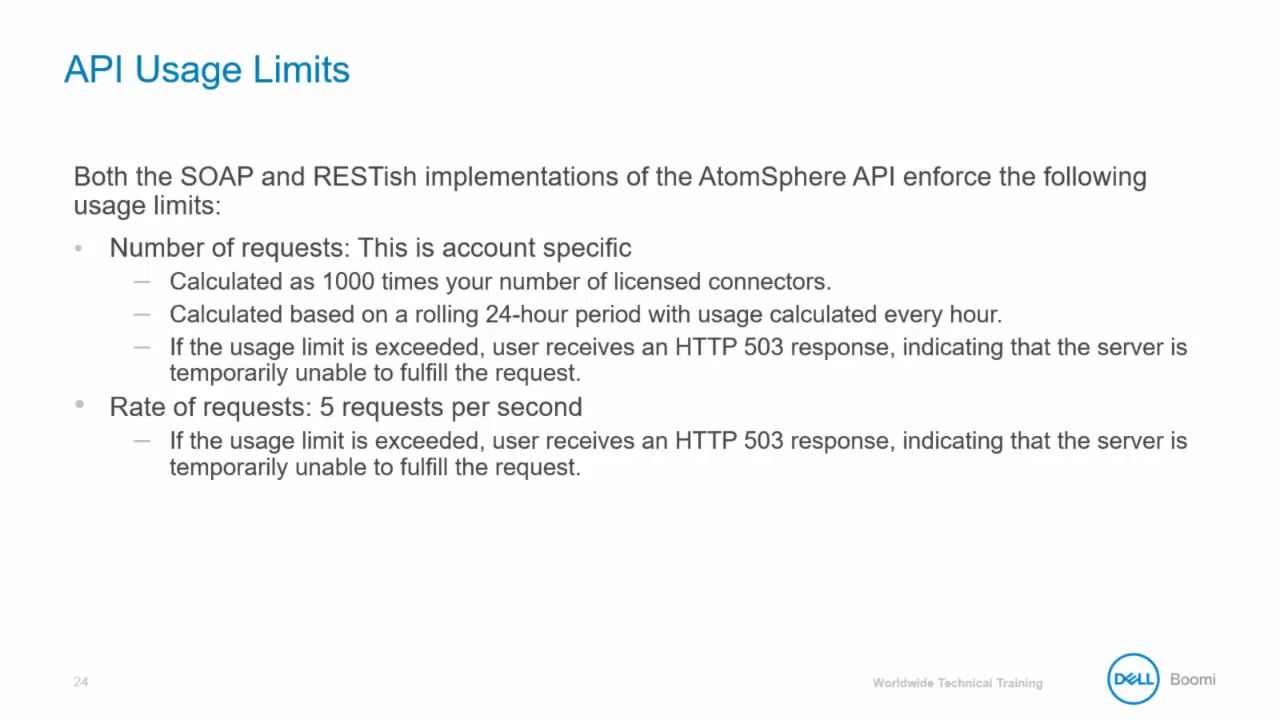 API Usage Limits
Both the SOAP and RESTish implementations of the AtomSphere API enforce the following
usage limits:
• Number of requests: This is account specific
— Calculated as 1000 times your number of licensed connectors.
— Calculated based on a rolling 24-hour period with usage calculated every hour.
— If the usage limit is exceeded, user receives an HTTP 503 response, indicating that the server is
temporarily unable to fulfill the request.
• Rate of requests: 5 requests per second
— If the usage limit is exceeded, user receives an HTTP 503 response, indicating that the server is
temporarily unable to fulfill the request.
24
Worldwide Technical Training
DELL Boomi